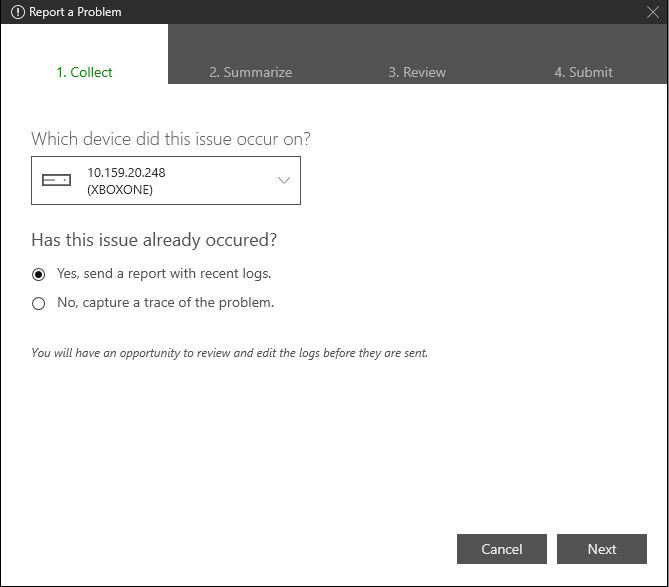 Report a Problem
1. Collect
2. Summarize
3. Review
4. Submit
Which device did this issue occur on?
10.159.20.248
(XBOXONE)
Has this issue already occured?
Yes, send a report with recent logs.
No, capture a trace of the problem.
You will have an opportunity to review and edit the logs before they are sent.
Cancel
Next